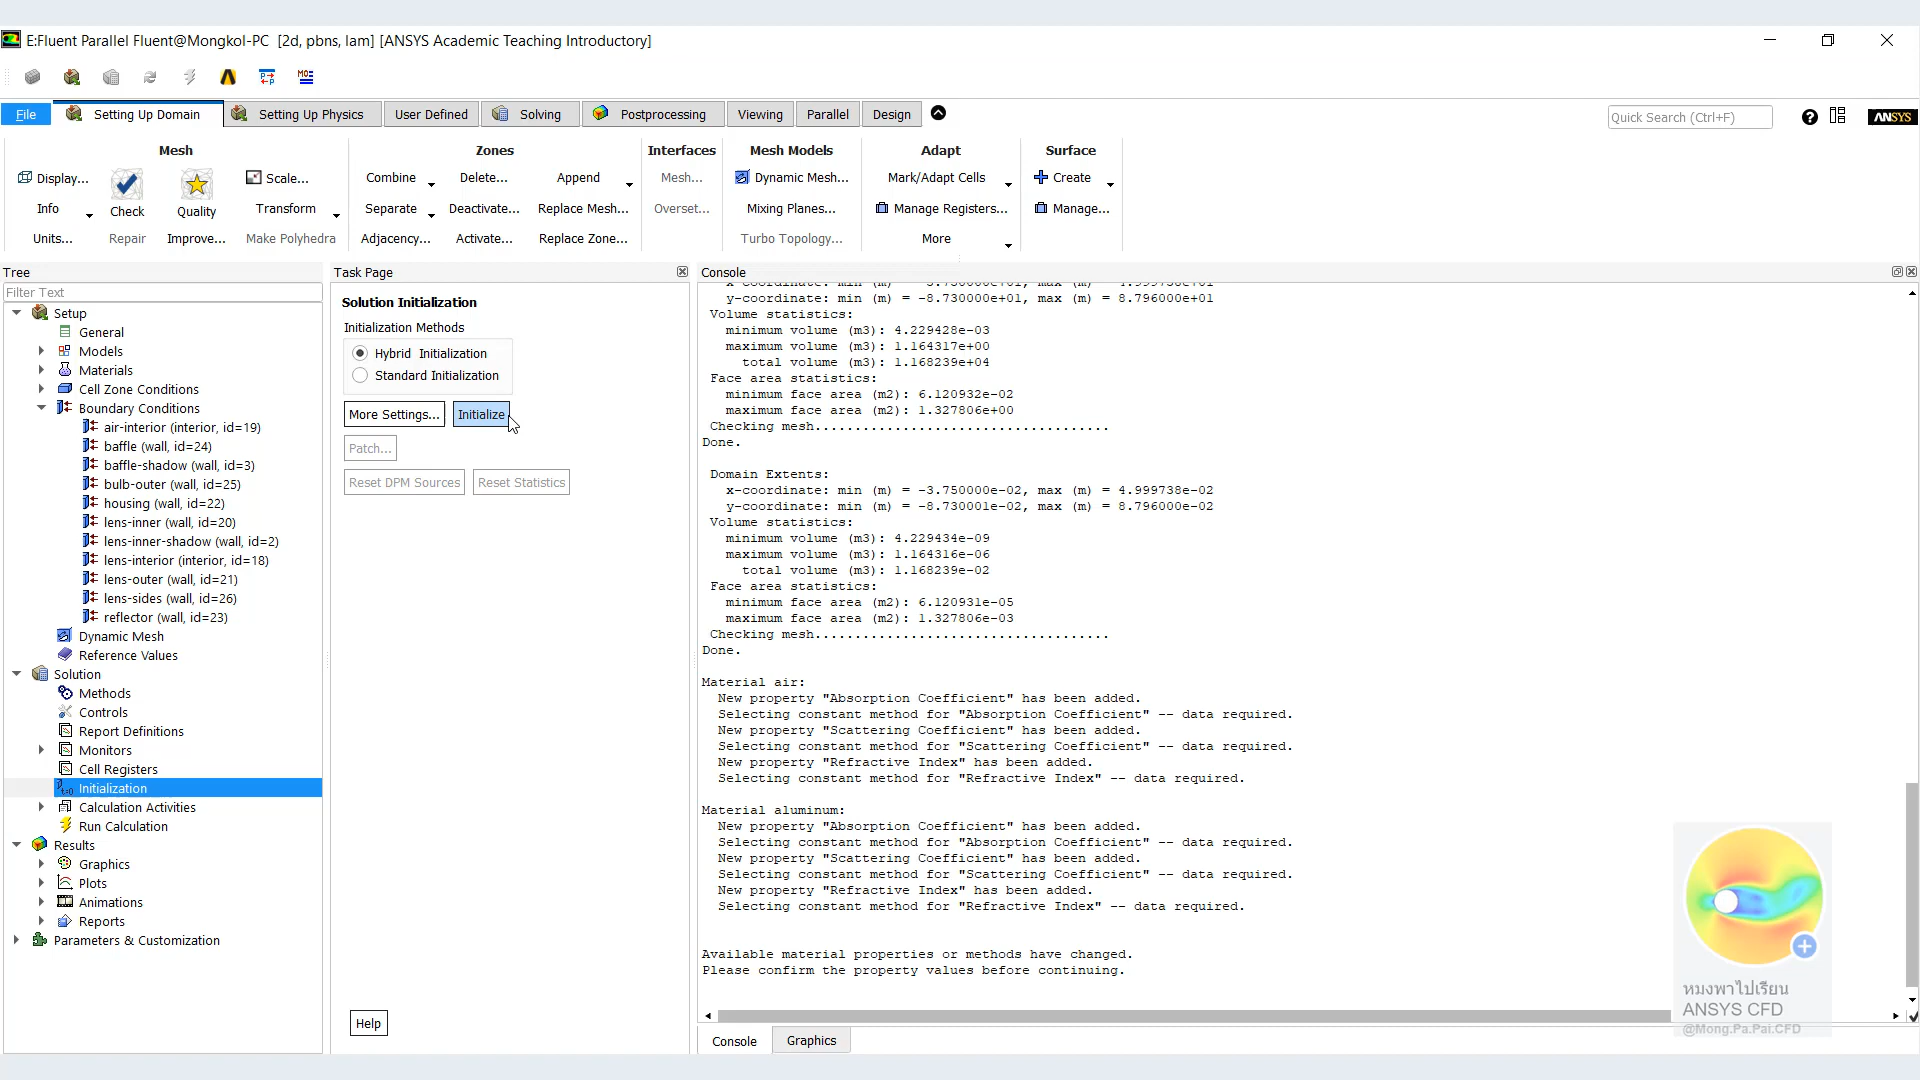 E:Fluent Parallel Fluent@Mongkol-PC [2d, pbns, lam] [ANSYS Academic Teaching Introductory]
File
Setting Up Domain
Setting Up Physics
User Defined
Solving
Postprocessing
Viewing
Parallel
Design
Quick Search (Ctrl+F)
ANSYS
Mesh
Display...
Info
Units...
Check
Repair
Quality
Improve...
Scale...
Transform
Make Polyhedra
Zones
Combine
Separate
Adjacency...
Delete...
Deactivate...
Activate...
Append
Replace Mesh...
Replace Zone...
Interfaces
Mesh...
Overset...
Mesh Models
Dynamic Mesh...
Mixing Planes...
Turbo Topology...
Adapt
Mark/Adapt Cells
Manage Registers...
More
Surface
Create
Manage...
Tree
Filter Text
Setup
General
Models
Materials
Cell Zone Conditions
Boundary Conditions
air-interior (interior, id=19)
baffle (wall, id=24)
baffle-shadow (wall, id=3)
bulb-outer (wall, id=25)
housing (wall, id=22)
lens-inner (wall, id=20)
lens-inner-shadow (wall, id=2)
lens-interior (interior, id=18)
lens-outer (wall, id=21)
lens-sides (wall, id=26)
reflector (wall, id=23)
Dynamic Mesh
Reference Values
Solution
Methods
Controls
Report Definitions
Monitors
Cell Registers
Initialization
Calculation Activities
Run Calculation
Results
Graphics
Plots
Animations
Reports
Parameters & Customization
Task Page
Solution Initialization
Initialization Methods
Hybrid Initialization
Standard Initialization
More Settings...
Initialize
Patch...
Reset DPM Sources
Reset Statistics
Help
Console
y-coordinate: min (m) = -8.730000e+01, max (m) = 8.796000e+01
Volume statistics:
minimum volume (m3): 4.229428e-03
maximum volume (m3): 1.164317e+00
total volume (m3): 1.168239e+04
Face area statistics:
minimum face area (m2): 6.120932e-02
maximum face area (m2): 1.327806e+00
Checking mesh.....................................
Done.
Domain Extents:
x-coordinate: min (m) = -3.750000e-02, max (m) = 4.999738e-02
y-coordinate: min (m) = -8.730001e-02, max (m) = 8.796000e-02
Volume statistics:
minimum volume (m3): 4.229434e-09
maximum volume (m3): 1.164316e-06
total volume (m3): 1.168239e-02
Face area statistics:
minimum face area (m2): 6.120931e-05
maximum face area (m2): 1.327806e-03
Checking mesh.....................................
Done.
Material air:
New property "Absorption Coefficient" has been added.
Selecting constant method for "Absorption Coefficient" -- data required.
New property "Scattering Coefficient" has been added.
Selecting constant method for "Scattering Coefficient" -- data required.
New property "Refractive Index" has been added.
Selecting constant method for "Refractive Index" -- data required.
Material aluminum:
New property "Absorption Coefficient" has been added.
Selecting constant method for "Absorption Coefficient" -- data required.
New property "Scattering Coefficient" has been added.
Selecting constant method for "Scattering Coefficient" -- data required.
New property "Refractive Index" has been added.
Selecting constant method for "Refractive Index" -- data required.
Available material properties or methods have changed.
Please confirm the property values before continuing.
Console
Graphics
หมงพาไปเรียน
ANSYS CFD
@Mong.Pa.Pai.CFD